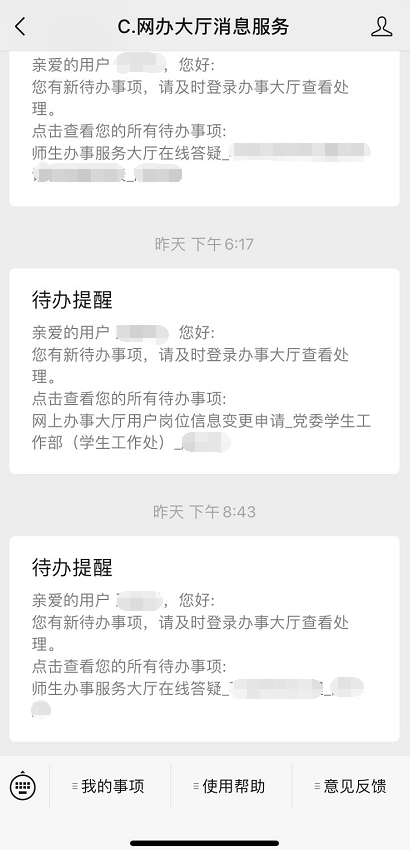 C.网办大厅消息服务
亲爱的用户 ，您好:
您有新待办事项，请及时登录办事大厅查看处
理。
点击查看您的所有待办事项:
师生办事服务大厅在线答疑_
昨天 下午6:17
待办提醒
亲爱的用户 您好:
您有新待办事项，请及时登录办事大厅查看处
理。
点击查看您的所有待办事项:
网上办事大厅用户岗位信息变更申请_党委学生工
作部（学生工作处）_
昨天 下午8:43
待办提醒
亲爱的用户 ，您好:
您有新待办事项，请及时登录办事大厅查看处
理。
点击查看您的所有待办事项:
师生办事服务大厅在线答疑_
我的事项 使用帮助 意见反馈